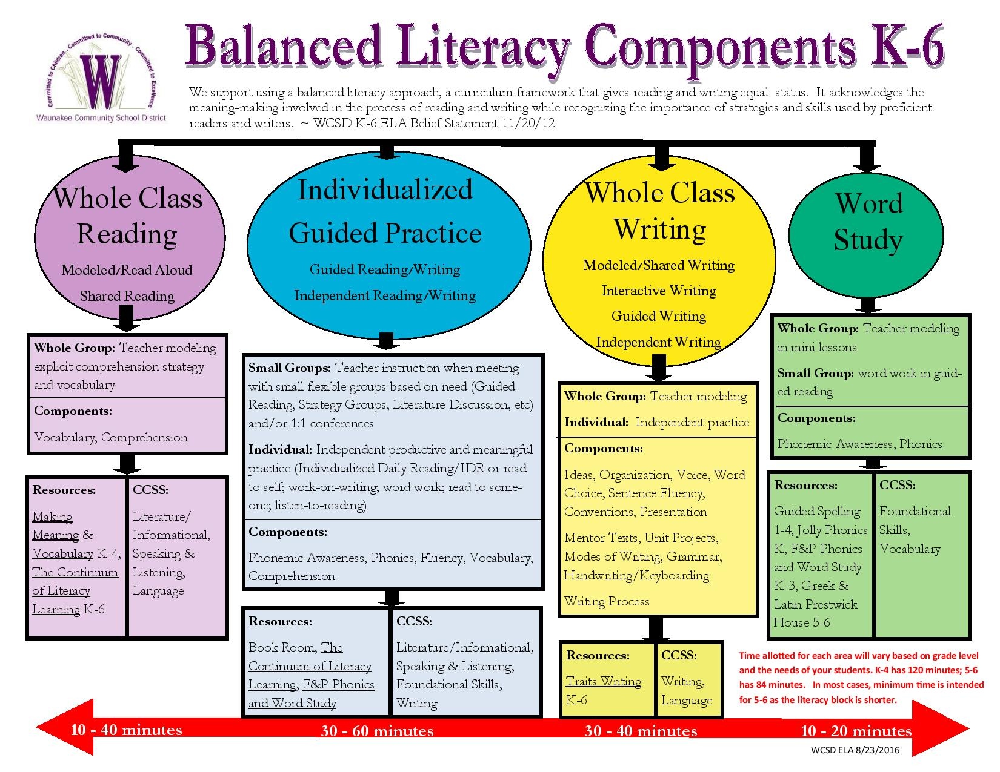 Balanced Literacy Components K-6
Committed to Children, · Committed to Community · Committed to Excellence
W
Waunakee Community School District
We support using a balanced literacy approach, a curriculum framework that gives reading and writing equal status. It acknowledges the
meaning-making involved in the process of reading and writing while recognizing the importance of strategies and skills used by proficient
readers and writers. ~ WCSD K-6 ELA Belief Statement 11/20/12
Whole Class
Reading
Modeled/Read Aloud
Shared Reading
Whole Group: Teacher modeling
explicit comprehension strategy
and vocabulary
Components:
Vocabulary, Comprehension
Resources:
Making
Meaning &
Vocabulary K-4,
The Continuum
of Literacy
Learning K-6
CCSS:
Literature/
Informational,
Speaking &
Listening,
Language
Individualized
Guided Practice
Guided Reading/Writing
Independent Reading/Writing
Small Groups: Teacher instruction when meeting
with small flexible groups based on need (Guided
Reading, Strategy Groups, Literature Discussion, etc)
and/or 1:1 conferences
Individual: Independent productive and meaningful
practice (Individualized Daily Reading/IDR or read
to self; work-on-writing; word work; read to some-
one; listen-to-reading)
Components:
Phonemic Awareness, Phonics, Fluency, Vocabulary,
Comprehension
Resources:
Book Room, The
Continuum of Literacy
Learning, F&P Phonics
and Word Study
CCSS:
Literature/Informational,
Speaking & Listening,
Foundational Skills,
Writing
Whole Class
Writing
Modeled/Shared Writing
Interactive Writing
Guided Writing
Independent Writing
Whole Group: Teacher modeling
Individual: Independent practice
Components:
Ideas, Organization, Voice, Word
Choice, Sentence Fluency,
Conventions, Presentation
Mentor Texts, Unit Projects,
Modes of Writing, Grammar,
Handwriting/Keyboarding
Writing Process
Resources:
Traits Writing
K-6
CCSS:
Writing,
Language
Word
Study
Whole Group: Teacher modeling
in mini lessons
Small Group: word work in guid-
ed reading
Components:
Phonemic Awareness, Phonics
Resources:
Guided Spelling
1-4, Jolly Phonics
K, F&P Phonics
and Word Study
K-3, Greek &
Latin Prestwick
House 5-6
CCSS:
Foundational
Skills,
Vocabulary
Time allotted for each area will vary based on grade level
and the needs of your students. K-4 has 120 minutes; 5-6
has 84 minutes. In most cases, minimum time is intended
for 5-6 as the literacy block is shorter.
10 - 40 minutes
30 - 60 minutes
30 - 40 minutes
10 - 20 minutes
WCSD ELA 8/23/2016